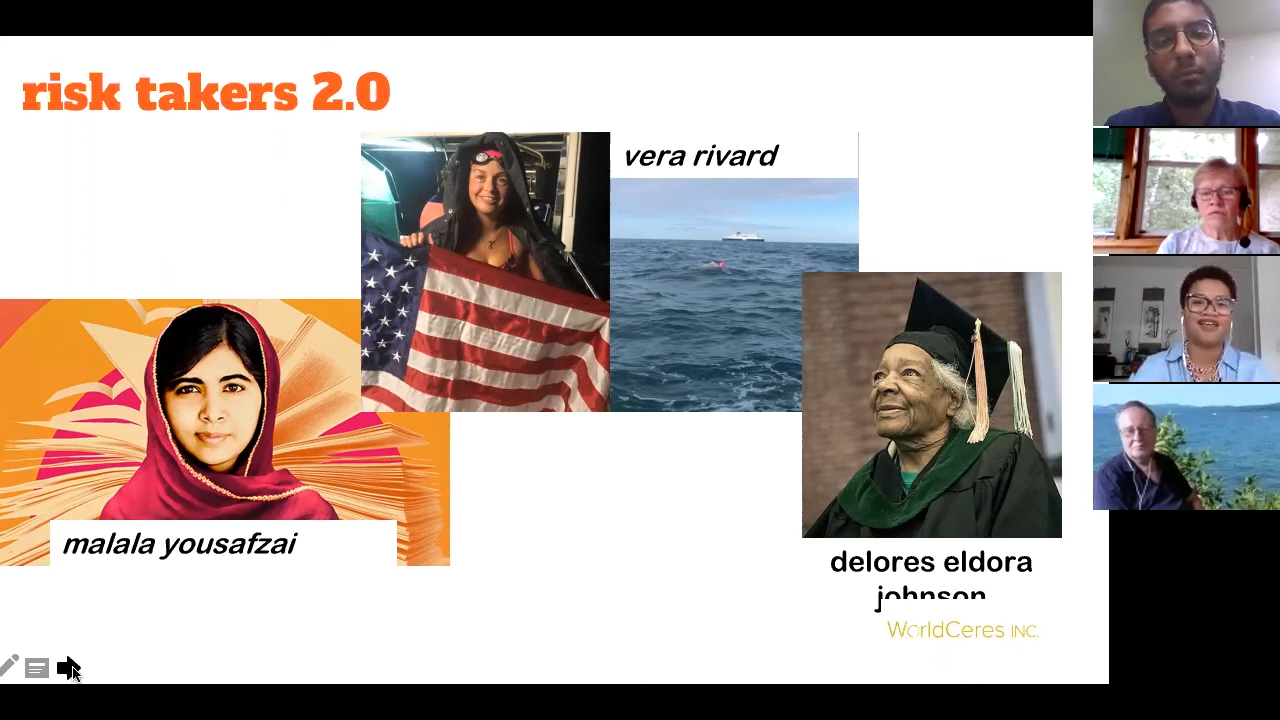 risk takers 2.0
vera rivard
malala yousafzai
delores eldora
johnson
WorldCeres INC.